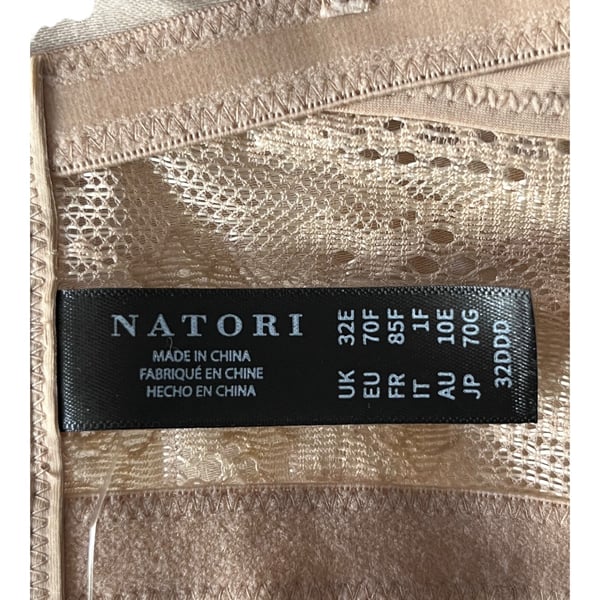 NATORI
MADE IN CHINA
FABRIQUÉ EN CHINE
HECHO EN CHINA
UK 32E
EU 70F
FR 85F
IT 1F
AU 10E
JP 70G
32DDD